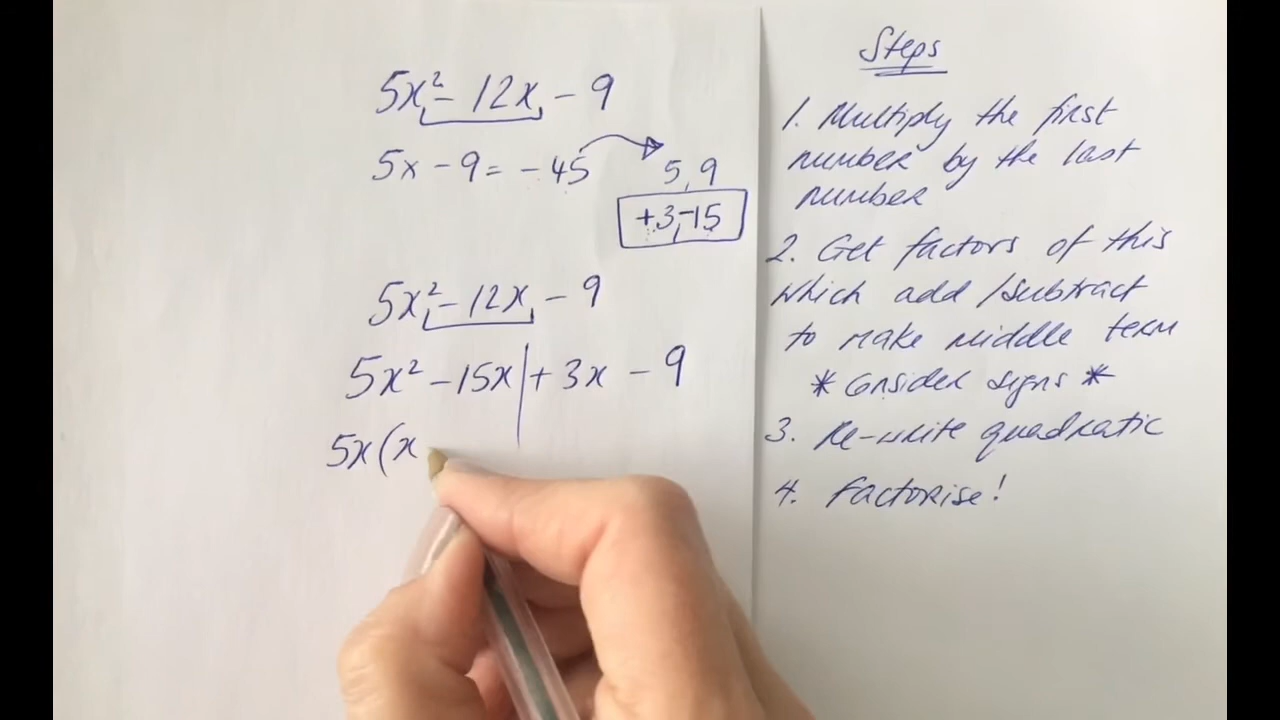 5x² - 12x - 9
5x - 9 = - 45
5, 9
+3, -15
5x² - 12x - 9
5x² - 15x | + 3x - 9
5x(x
Steps
1. Multiply the first
number by the last
number
2. Get factors of this
which add /subtract
to make middle term
* Consider signs *
3. Re-write quadratic
4. Factorise!